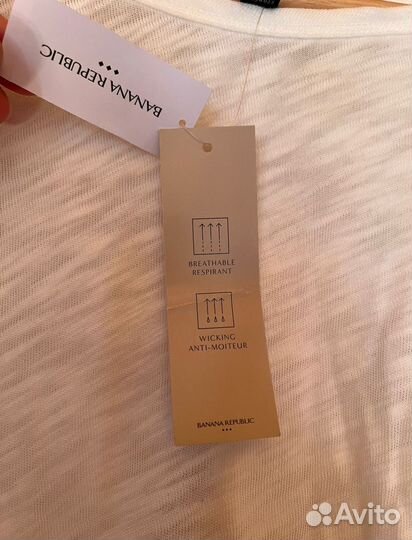 BANANA REPUBLIC
BREATHABLE
RESPIRANT
WICKING
ANTI-MOITEUR
BANANA REPUBLIC
Avito